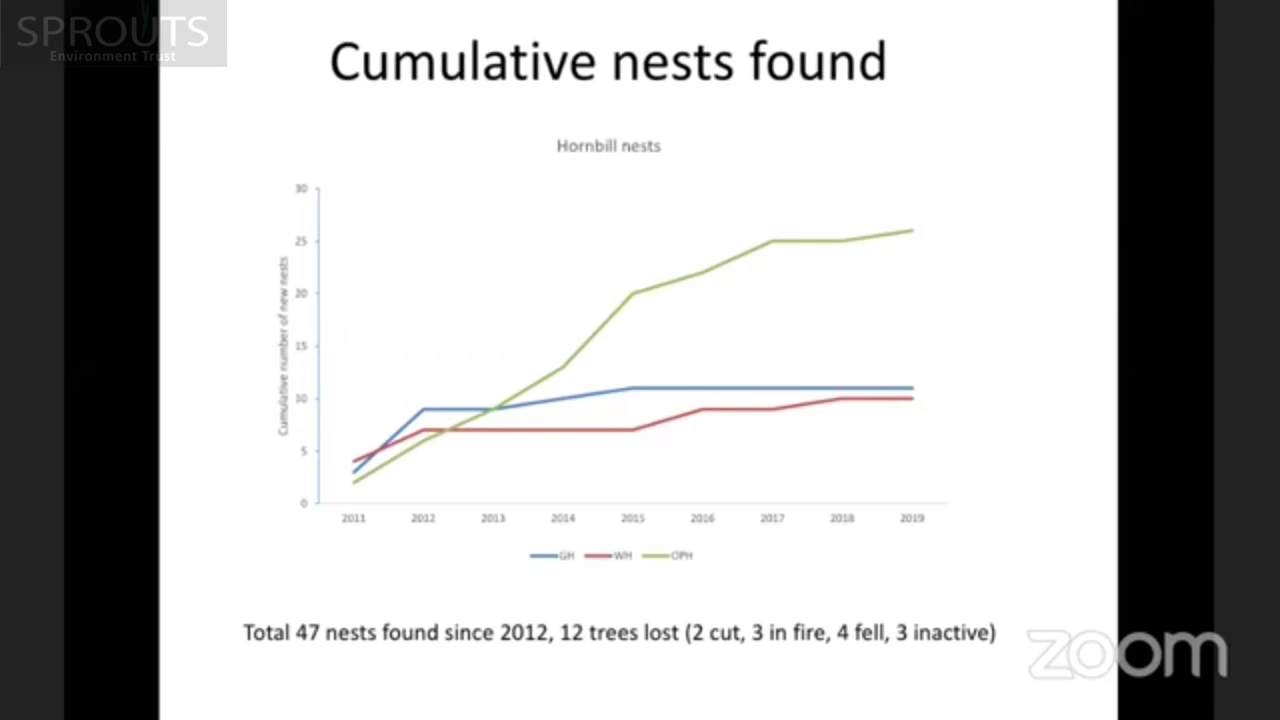 SPROUTS
Environment Trust
Cumulative nests found
Hornbill nests
Cumulative number of new nests
30
25
20
15
10
5
0
2011 2012 2013 2014 2015 2016 2017 2018 2019
GH WH OPH
Total 47 nests found since 2012, 12 trees lost (2 cut, 3 in fire, 4 fell, 3 inactive)
zoom